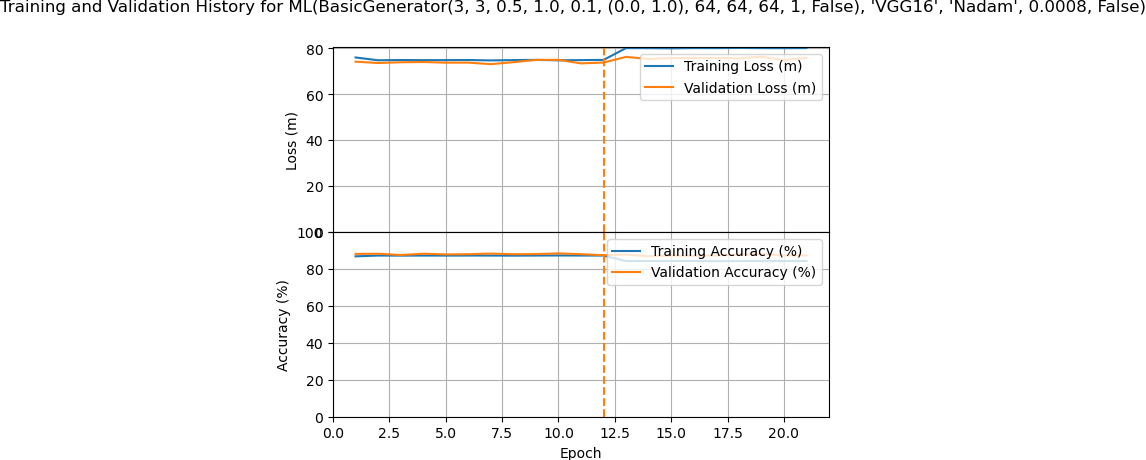 Training and Validation History for ML(BasicGenerator(3, 3, 0.5, 1.0, 0.1, (0.0, 1.0), 64, 64, 64, 1, False), 'VGG16', 'Nadam', 0.0008, False)
80
60
40
20
0
Loss (m)
Training Loss (m)
Validation Loss (m)
100
80
60
40
20
0
Accuracy (%)
Training Accuracy (%)
Validation Accuracy (%)
0.0 2.5 5.0 7.5 10.0 12.5 15.0 17.5 20.0
Epoch